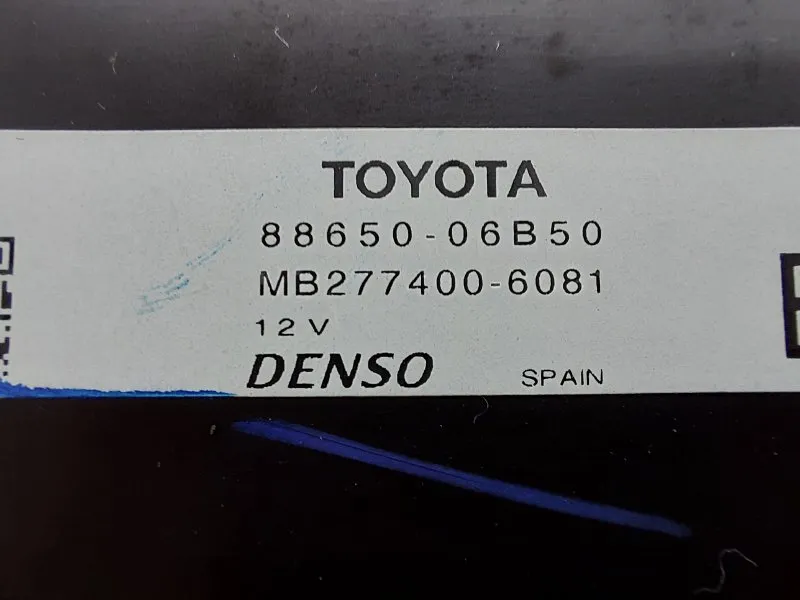 TOYOTA
88650-06B50
MB277400-6081
12V
DENSO SPAIN